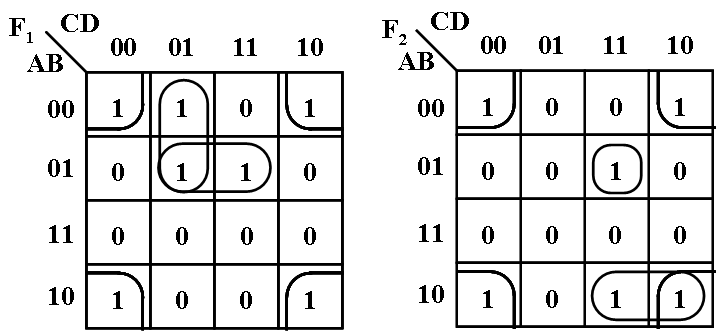 F1 CD
AB 00 01 11 10
00 1 1 0 1
01 0 1 1 0
11 0 0 0 0
10 1 0 0 1
F2 CD
AB 00 01 11 10
00 1 0 0 1
01 0 0 1 0
11 0 0 0 0
10 1 0 1 1